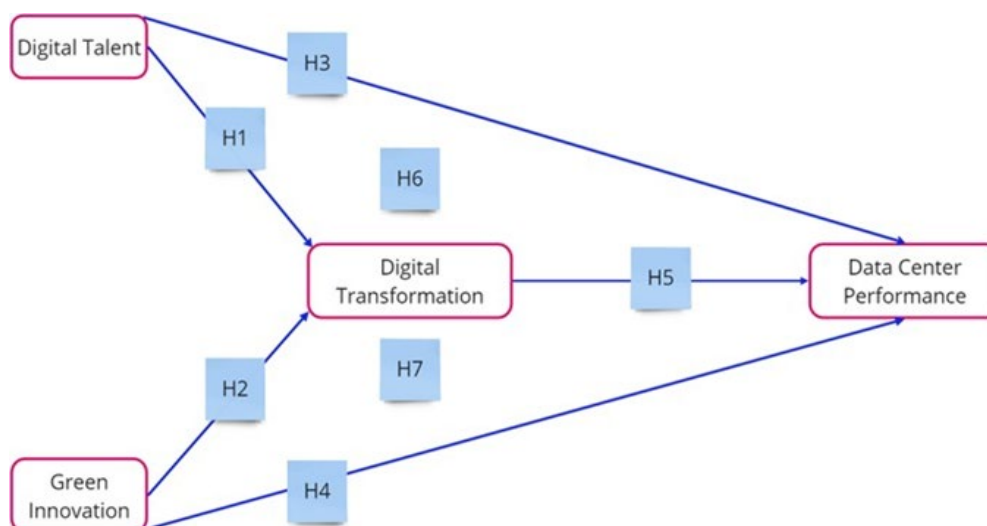 Digital Talent
H3
H1
H6
Digital
Transformation
H5
Data Center
Performance
H2
H7
Green
Innovation
H4